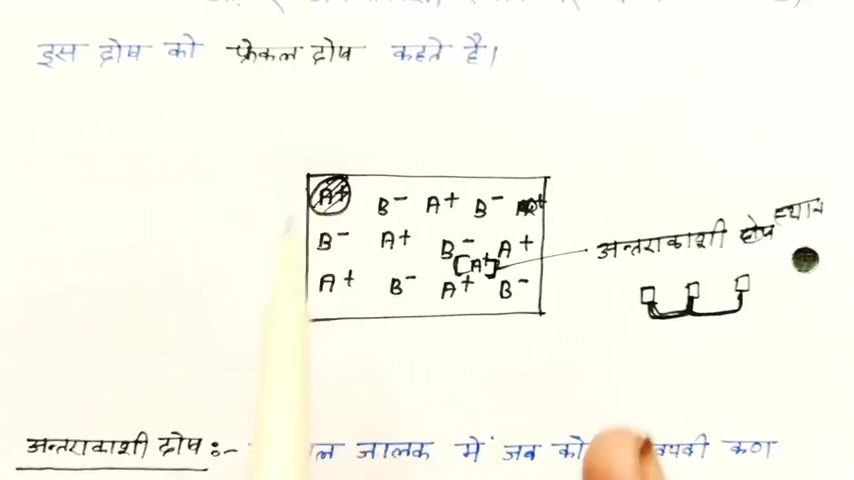 इस दोष को फ्रेंकल दोष कहते है।
A+ B- A+ B-
B- A+ B- A+
[A+] अन्तराकाशी स्थान
A+ B- A+ B-
अन्तराकाशी दोष :- जालक में जब को कण